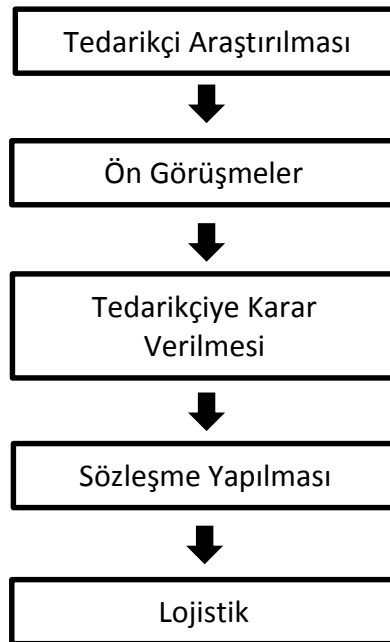 Tedarikçi Araştırılması
Ön Görüşmeler
Tedarikçiye Karar
Verilmesi
Sözleşme Yapılması
Lojistik